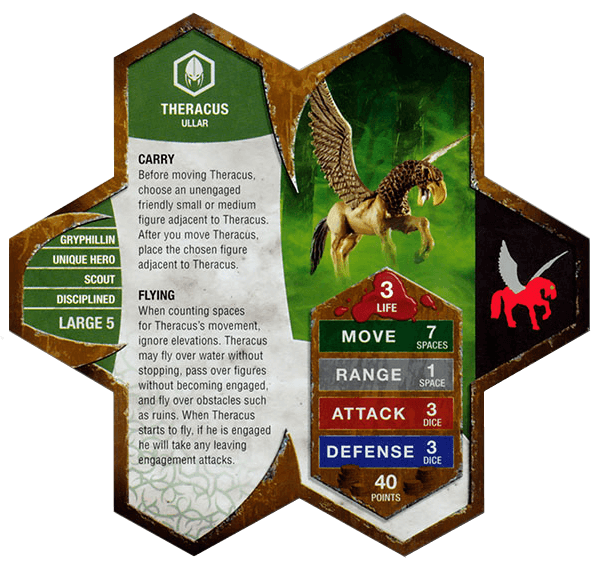 THERACUS
ULLAR
CARRY
Before moving Theracus,
choose an unengaged
friendly small or medium
figure adjacent to Theracus.
After you move Theracus,
place the chosen figure
adjacent to Theracus.
FLYING
When counting spaces
for Theracus's movement,
ignore elevations. Theracus
may fly over water without
stopping, pass over figures
without becoming engaged,
and fly over obstacles such
as ruins. When Theracus
starts to fly, if he is engaged
he will take any leaving
engagement attacks.
GRYPHILLIN
UNIQUE HERO
SCOUT
DISCIPLINED
LARGE 5
3
LIFE
MOVE 7
SPACES
RANGE 1
SPACE
ATTACK 3
DICE
DEFENSE 3
DICE
40
POINTS